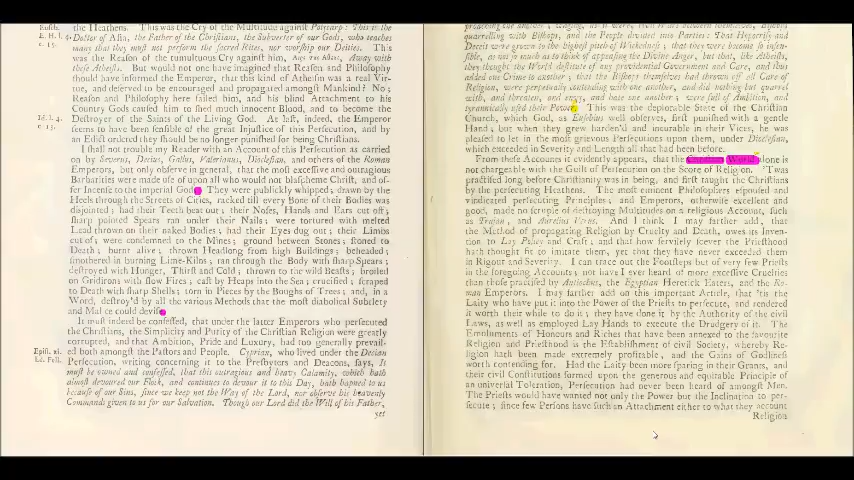 the Heathens. This was the Cry of the Multitude againſt Polycarp: This is the
Doctor of Aſia, the Father of the Chriſtians, the Subverter of our Gods, who teaches
many that they muſt not perform the ſacred Rites, nor worſhip our Deities. This
was the Reaſon of the tumultuous Cry againſt him, Away with
theſe Atheiſts. But would not one have imagined that Reaſon and Philoſophy
ſhould have informed the Emperor, that this kind of Atheiſm was a real Vir-
tue, and deſerved to be encouraged and propagated amongſt Mankind? No;
Reaſon and Philoſophy here failed him, and his blind Attachment to his
Country Gods cauſed him to ſhed much innocent Blood, and to become the
Deſtroyer of the Saints of the Living God. At laſt, indeed, the Emperor
ſeems to have been ſenſible of the great Injuſtice of this Perſecution, and by
an Edict ordered they ſhould be no longer puniſhed for being Chriſtians.
I ſhall not trouble my Reader with an Account of this Perſecution as carried
on by Severus, Decius, Gallus, Valerianus, Dioclesian, and others of the Roman
Emperors, but only obſerve in general, that the moſt exceſſive and outragious
Barbarities were made uſe of upon all who would not blaſpheme Chriſt, and of-
fer Incenſe to the imperial Gods. They were publickly whipped; drawn by the
Heels through the Streets of Cities, racked till every Bone of their Bodies was
disjointed; had their Teeth beat out; their Noſes, Hands and Ears cut off;
ſharp pointed Spears ran under their Nails; were tortured with melted
Lead thrown on their naked Bodies; had their Eyes dug out; their Limbs
cut of; were condemned to the Mines; ground between Stones; ſtoned to
Death; burnt alive; thrown Headlong from high Buildings; beheaded;
ſmothered in burning Lime-Kilns; ran through the Body with ſharp Spears;
deſtroyed with Hunger, Thirſt and Cold; thrown to the wild Beaſts; broiled
on Gridirons with ſlow Fires; caſt by Heaps into the Sea; crucified; ſcraped
to Death with ſharp Shells; torn in Pieces by the Boughs of Trees; and, in a
Word, deſtroy'd by all the various Methods that the moſt diabolical Subtlety
and Malice could deviſe.
It muſt indeed be confeſſed, that under the latter Emperors who perſecuted
the Chriſtians, the Simplicity and Purity of the Chriſtian Religion were greatly
corrupted, and that Ambition, Pride and Luxury, had too generally prevail-
ed both amongſt the Paſtors and People. Cyprian, who lived under the Decian
Perſecution, writing concerning it to the Presbyters and Deacons, ſays, It
muſt be owned and confeſſed, that this outragious and heavy Calamity, which hath
almoſt devoured our Flock, and continues to devour it to this Day, hath hapned to us
becauſe of our Sins, ſince we keep not the Way of the Lord, nor obſerve his heavenly
Commands given to us for our Salvation. Though our Lord did the Will of his Father,
yet
Euſeb.
E. H. l. 4.
c. 15.
Id. l. 4.
c. 13.
Epiſt. xi.
Ed. Fell.
quarrelling with Biſhops, and the People divided into Parties: That Hypocriſy and
Deceit were grown to the higheſt pitch of Wickedneſs; that they were become ſo inſen-
ſible, as not ſo much as to think of appeaſing the Divine Anger, but that, like Atheiſts,
they thought the World deſtitute of any providential Government and Care, and thus
added one Crime to another; that the Biſhops themſelves had thrown off all Care of
Religion, were perpetually contending with one another, and did nothing but quarrel
with, and threaten, and envy, and hate one another; were full of Ambition, and
tyrannically uſed their Power. This was the deplorable State of the Chriſtian
Church, which God, as Euſebius well obſerves, firſt puniſhed with a gentle
Hand; but when they grew harden'd and incurable in their Vices, he was
pleaſed to let in the moſt grievous Perſecutions upon them, under Diocleſian,
which exceeded in Severity and Length all that had been before.
From theſe Accounts it evidently appears, that the Chriſtian World alone is
not chargeable with the Guilt of Perſecution on the Score of Religion. 'Twas
practiſed long before Chriſtianity was in being, and firſt taught the Chriſtians
by the perſecuting Heathens. The moſt eminent Philoſophers eſpouſed and
vindicated perſecuting Principles; and Emperors, otherwiſe excellent and
good, made no ſcruple of deſtroying Multitudes on a religious Account, ſuch
as Trajan, and Aurelius Verus. And I think I may farther add, that
the Method of propagating Religion by Cruelty and Death, owes its Inven-
tion to Lay Policy and Craft; and that how ſervilely ſoever the Prieſthood
hath thought fit to imitate them, yet that they have never exceeded them
in Rigour and Severity. I can trace out the Footſteps but of very few Prieſts
in the foregoing Accounts; nor have I ever heard of more exceſſive Cruelties
than thoſe practiſed by Antiochus, the Egyptian Heretick Eaters, and the Ro-
man Emperors. I may farther add on this important Article, that 'tis the
Laity who have put it into the Power of the Prieſts to perſecute, and rendered
it worth their while to do it; they have done it by the Authority of the civil
Laws, as well as employed Lay Hands to execute the Drudgery of it. The
Emoluments of Honours and Riches that have been annexed to the favourite
Religion and Prieſthood is the Eſtabliſhment of civil Society, whereby Re-
ligion hath been made extremely profitable, and the Gains of Godlineſs
worth contending for. Had the Laity been more ſparing in their Grants, and
their civil Conſtitutions formed upon the generous and equitable Principle of
an univerſal Toleration, Perſecution had never been heard of amongſt Men.
The Prieſts would have wanted not only the Power but the Inclination to per-
ſecute; ſince few Perſons have ſuch an Attachment either to what they account
Religion